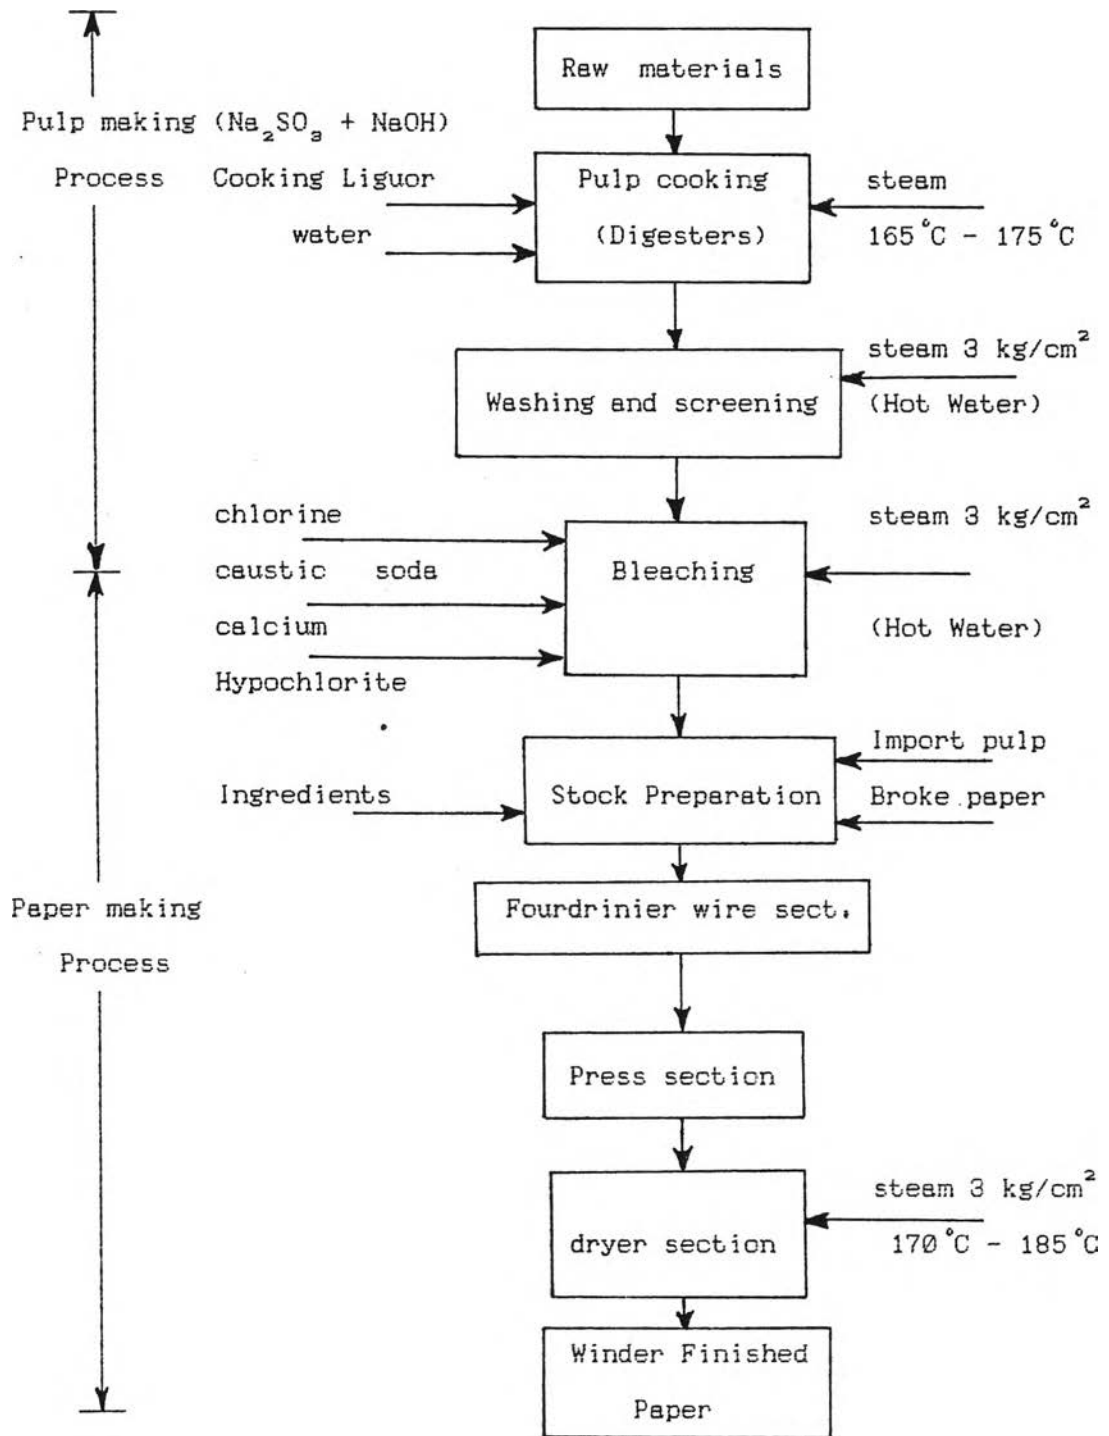 Raw materials
Pulp making (Na₂SO₃ + NaOH)
Process Cooking Liguor
water
Pulp cooking
(Digesters)
steam
165°C - 175°C
Washing and screening
steam 3 kg/cm²
(Hot Water)
chlorine
caustic soda
calcium
Hypochlorite
Bleaching
steam 3 kg/cm²
(Hot Water)
Ingredients
Stock Preparation
Import pulp
Broke paper
Fourdrinier wire sect.
Paper making
Process
Press section
dryer section
steam 3 kg/cm²
170°C - 185°C
Winder Finished
Paper